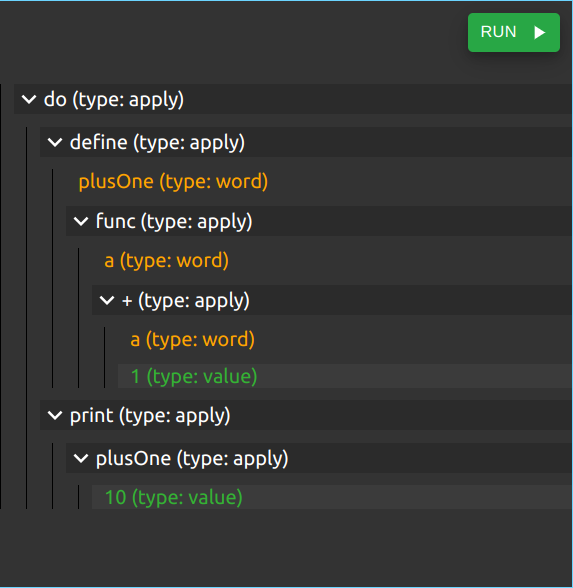 RUN
do (type: apply)
define (type: apply)
plusOne (type: word)
func (type: apply)
a (type: word)
+ (type: apply)
a (type: word)
1 (type: value)
print (type: apply)
plusOne (type: apply)
10 (type: value)